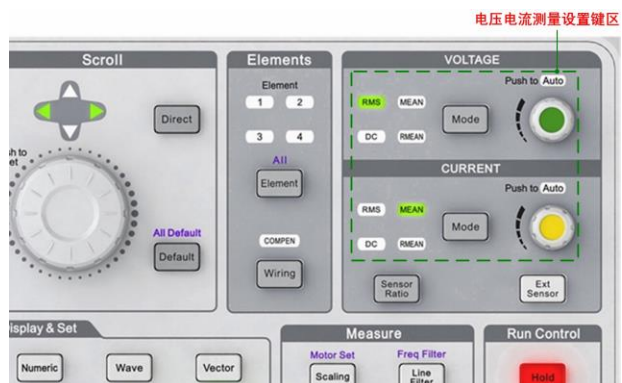 电压电流测量设置键区
Scroll
Elements
VOLTAGE
Element
Push to Auto
1 2
RMS MEAN
Direct
Mode
3 4
DC RMEAN
All
CURRENT
Element
Push to Auto
RMS MEAN
All Default
Mode
COMPEN
DC RMEAN
Default
Wiring
Sensor Ratio
Ext Sensor
Display & Set
Measure
Run Control
Motor Set
Freq Filter
Numeric
Wave
Vector
Scaling
Line Filter
Hold